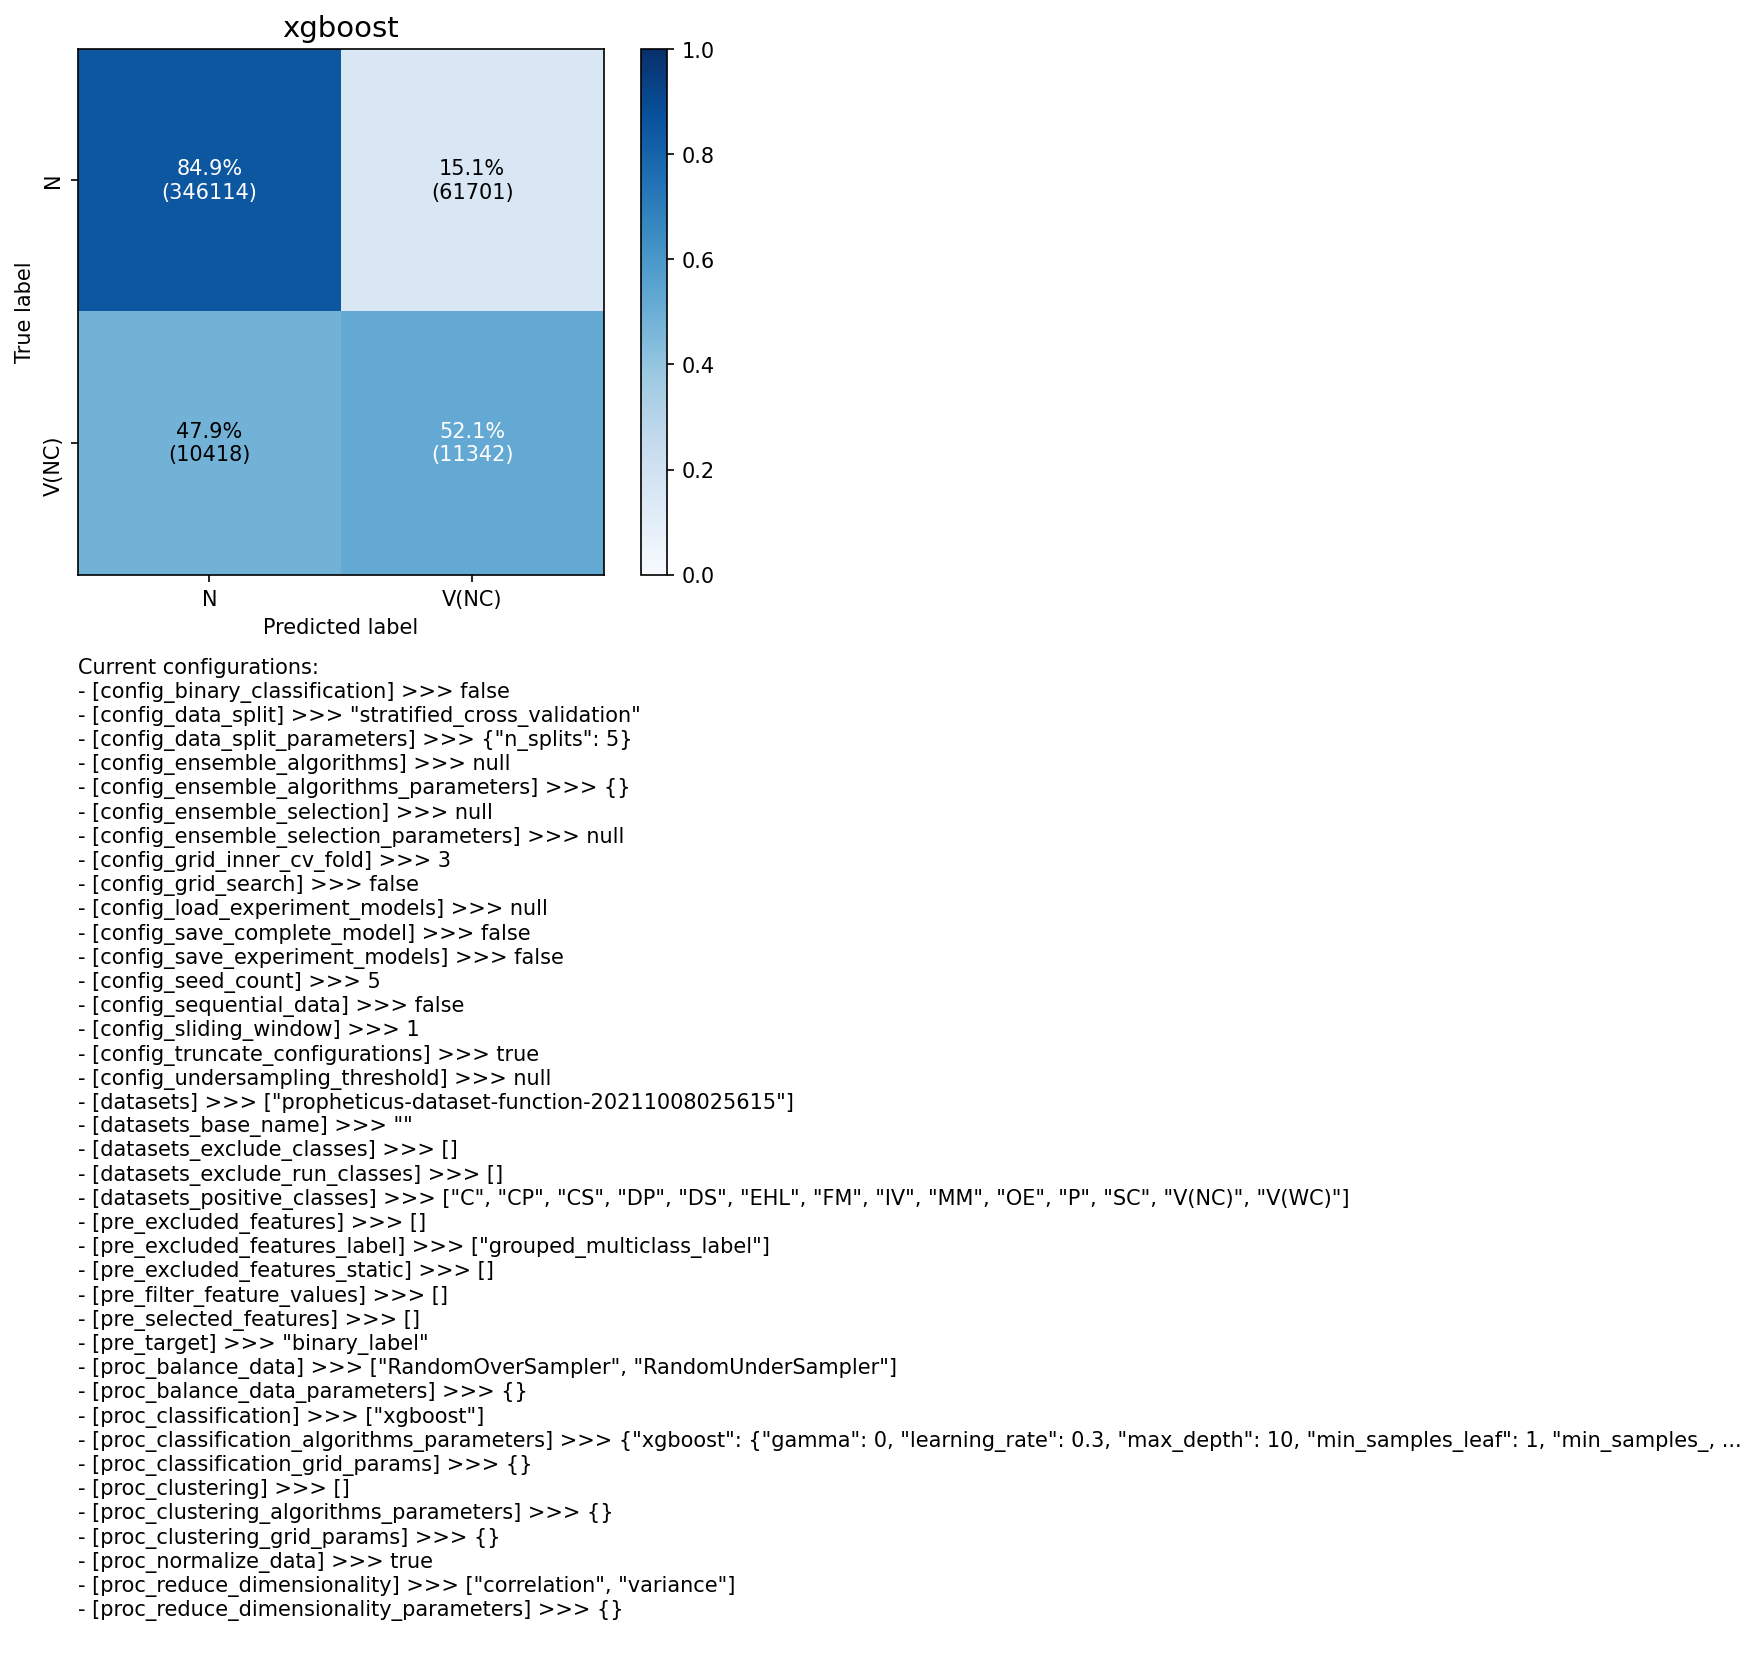 xgboost
84.9%
(346114)
15.1%
(61701)
47.9%
(10418)
52.1%
(11342)
N
V(NC)
True label
N
V(NC)
Predicted label
1.0
0.8
0.6
0.4
0.2
0.0
Current configurations:
- [config_binary_classification] >>> false
- [config_data_split] >>> "stratified_cross_validation"
- [config_data_split_parameters] >>> {"n_splits": 5}
- [config_ensemble_algorithms] >>> null
- [config_ensemble_algorithms_parameters] >>> {}
- [config_ensemble_selection] >>> null
- [config_ensemble_selection_parameters] >>> null
- [config_grid_inner_cv_fold] >>> 3
- [config_grid_search] >>> false
- [config_load_experiment_models] >>> null
- [config_save_complete_model] >>> false
- [config_save_experiment_models] >>> false
- [config_seed_count] >>> 5
- [config_sequential_data] >>> false
- [config_sliding_window] >>> 1
- [config_truncate_configurations] >>> true
- [config_undersampling_threshold] >>> null
- [datasets] >>> ["propheticus-dataset-function-20211008025615"]
- [datasets_base_name] >>> ""
- [datasets_exclude_classes] >>> []
- [datasets_exclude_run_classes] >>> []
- [datasets_positive_classes] >>> ["C", "CP", "CS", "DP", "DS", "EHL", "FM", "IV", "MM", "OE", "P", "SC", "V(NC)", "V(WC)"]
- [pre_excluded_features] >>> []
- [pre_excluded_features_label] >>> ["grouped_multiclass_label"]
- [pre_excluded_features_static] >>> []
- [pre_filter_feature_values] >>> []
- [pre_selected_features] >>> []
- [pre_target] >>> "binary_label"
- [proc_balance_data] >>> ["RandomOverSampler", "RandomUnderSampler"]
- [proc_balance_data_parameters] >>> {}
- [proc_classification] >>> ["xgboost"]
- [proc_classification_algorithms_parameters] >>> {"xgboost": {"gamma": 0, "learning_rate": 0.3, "max_depth": 10, "min_samples_leaf": 1, "min_samples_, ...
- [proc_classification_grid_params] >>> {}
- [proc_clustering] >>> []
- [proc_clustering_algorithms_parameters] >>> {}
- [proc_clustering_grid_params] >>> {}
- [proc_normalize_data] >>> true
- [proc_reduce_dimensionality] >>> ["correlation", "variance"]
- [proc_reduce_dimensionality_parameters] >>> {}